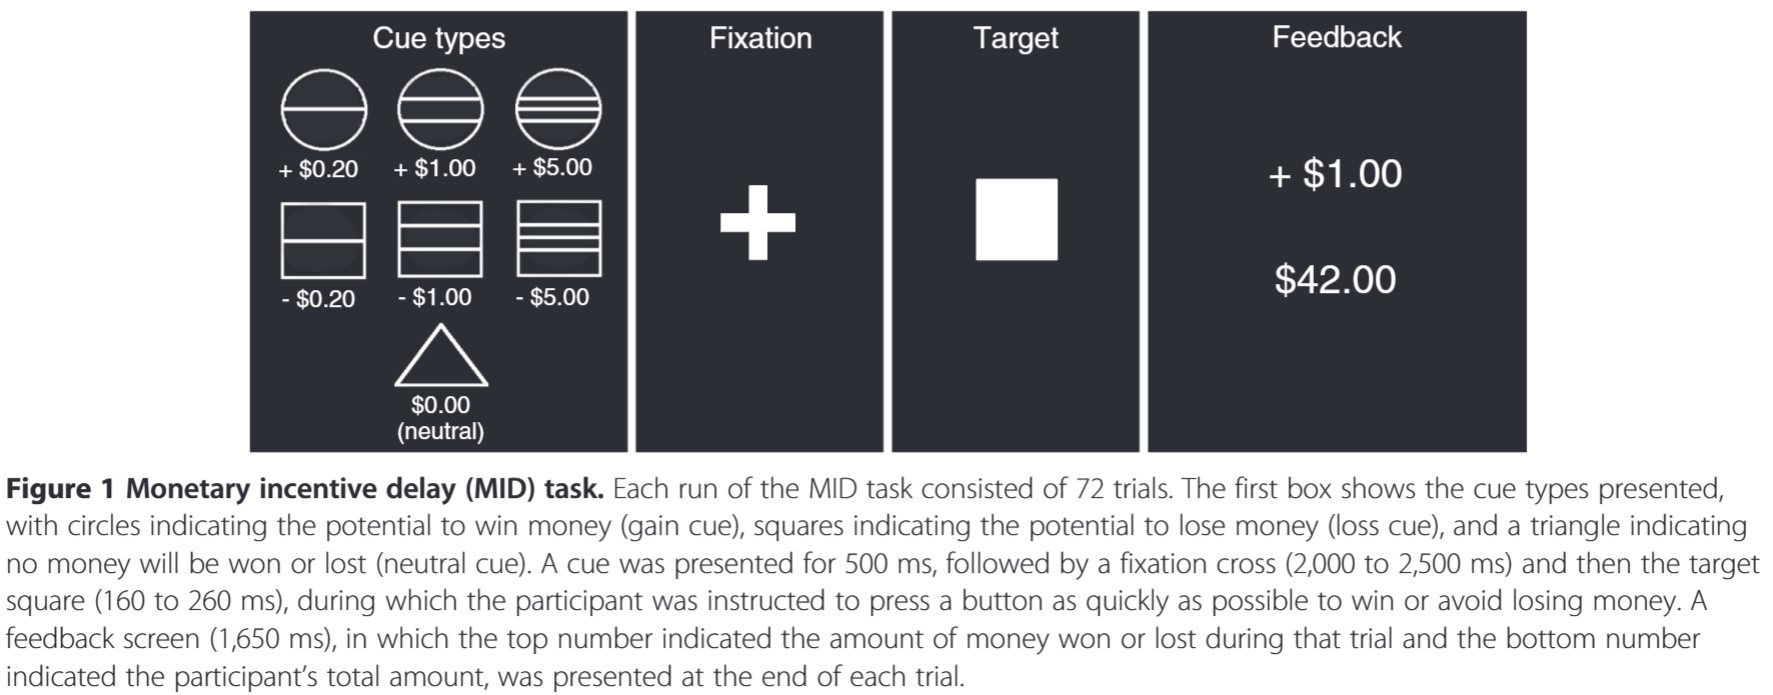 Cue types
Fixation
Target
Feedback
+ $0.20 + $1.00 + $5.00
- $0.20 - $1.00 - $5.00
$0.00
(neutral)
+ $1.00
$42.00
Figure 1 Monetary incentive delay (MID) task. Each run of the MID task consisted of 72 trials. The first box shows the cue types presented,
with circles indicating the potential to win money (gain cue), squares indicating the potential to lose money (loss cue), and a triangle indicating
no money will be won or lost (neutral cue). A cue was presented for 500 ms, followed by a fixation cross (2,000 to 2,500 ms) and then the target
square (160 to 260 ms), during which the participant was instructed to press a button as quickly as possible to win or avoid losing money. A
feedback screen (1,650 ms), in which the top number indicated the amount of money won or lost during that trial and the bottom number
indicated the participant's total amount, was presented at the end of each trial.